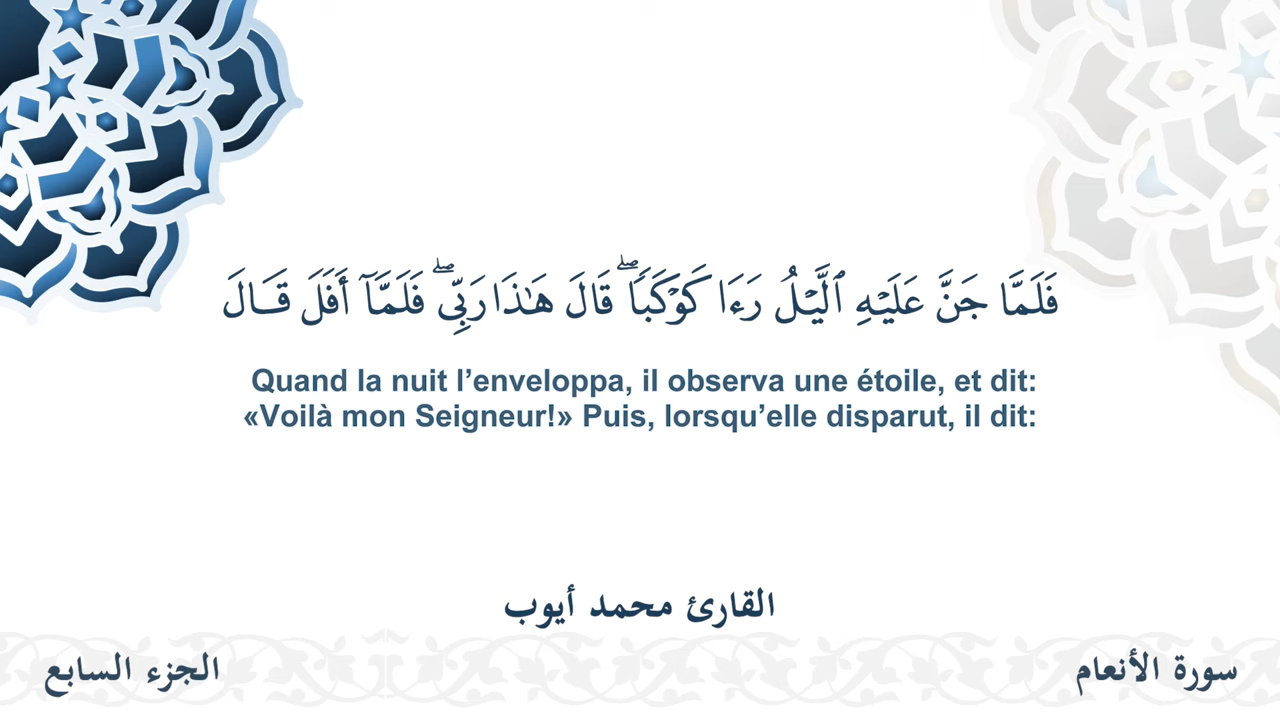 فَلَمَّا جَنَّ عَلَيْهِ ٱلَّيْلُ رَءَا كَوْكَبًاۖ قَالَ هَٰذَا رَبِّىۖ فَلَمَّآ أَفَلَ قَالَ
Quand la nuit l’enveloppa, il observa une étoile, et dit:
«Voilà mon Seigneur!» Puis, lorsqu’elle disparut, il dit:
القارئ محمد أيوب
سورة الأنعام
الجزء السابع